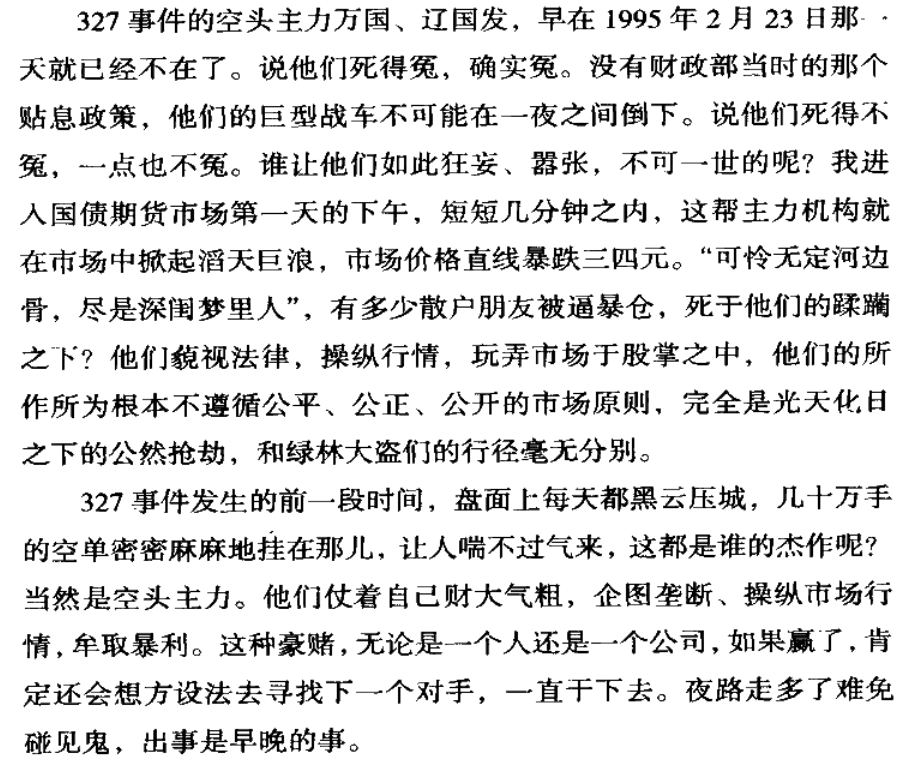 327 事件的空头主力万国、辽国发，早在 1995 年 2 月 23 日那一
天就已经不在了。说他们死得冤，确实冤。没有财政部当时的那个
贴息政策，他们的巨型战车不可能在一夜之间倒下。说他们死得不
冤，一点也不冤。谁让他们如此狂妄、嚣张，不可一世的呢？我进
入国债期货市场第一天的下午，短短几分钟之内，这帮主力机构就
在市场中掀起滔天巨浪，市场价格直线暴跌三四元。“可怜无定河边
骨，尽是深闺梦里人”，有多少散户朋友被逼暴仓，死于他们的蹂躏
之下？他们藐视法律，操纵行情，玩弄市场于股掌之中，他们的所
作所为根本不遵循公平、公正、公开的市场原则，完全是光天化日
之下的公然抢劫，和绿林大盗们的行径毫无分别。
327 事件发生的前一段时间，盘面上每天都黑云压城，几十万手
的空单密密麻麻地挂在那儿，让人喘不过气来，这都是谁的杰作呢？
当然是空头主力。他们仗着自己财大气粗，企图垄断、操纵市场行
情，牟取暴利。这种豪赌，无论是一个人还是一个公司，如果赢了，肯
定还会想方设法去寻找下一个对手，一直干下去。夜路走多了难免
碰见鬼，出事是早晚的事。